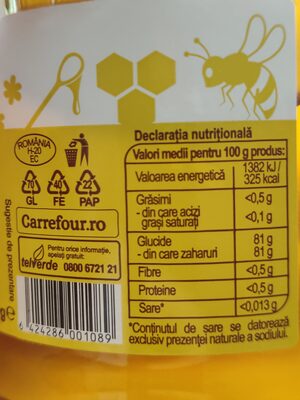 Declarația nutrițională
Valori medii pentru 100 g produs:
Valoarea energetică 1382 kJ / 325 kcal
Grăsimi <0,5 g
- din care acizi grași saturați <0,1 g
Glucide 81 g
- din care zaharuri 81 g
Fibre <0,5 g
Proteine <0,5 g
Sare* <0,013 g
*Conținutul de sare se datorează
exclusiv prezenței naturale a sodiului.
ROMÂNIA
H-20
EC
70 40 22
GL FE PAP
Carrefour.ro
Pentru orice informație,
apelați gratuit:
telverde 0800 6721 21
Sugestie de prezentare
6 424286 001089